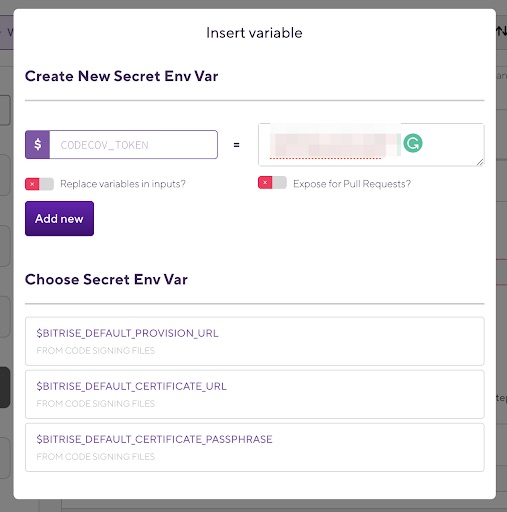 Insert variable
Create New Secret Env Var
$ CODECOV_TOKEN =
Replace variables in inputs?
Expose for Pull Requests?
Add new
Choose Secret Env Var
$BITRISE_DEFAULT_PROVISION_URL
FROM CODE SIGNING FILES
$BITRISE_DEFAULT_CERTIFICATE_URL
FROM CODE SIGNING FILES
$BITRISE_DEFAULT_CERTIFICATE_PASSPHRASE
FROM CODE SIGNING FILES